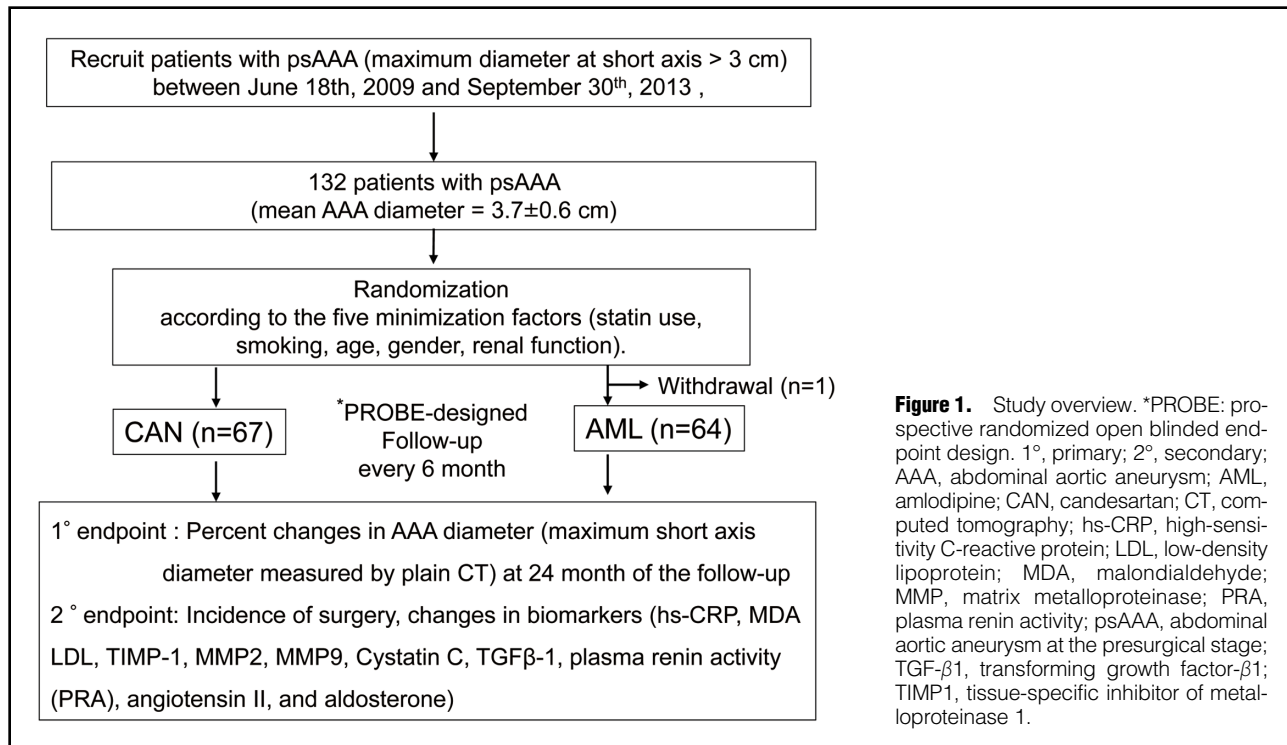 Recruit patients with psAAA (maximum diameter at short axis > 3 cm)
between June 18th, 2009 and September 30th, 2013 ,
132 patients with psAAA
(mean AAA diameter = 3.7±0.6 cm)
Randomization
according to the five minimization factors (statin use,
smoking, age, gender, renal function).
Withdrawal (n=1)
CAN (n=67)
*PROBE-designed
Follow-up
every 6 month
AML (n=64)
1° endpoint : Percent changes in AAA diameter (maximum short axis
diameter measured by plain CT) at 24 month of the follow-up
2 ° endpoint: Incidence of surgery, changes in biomarkers (hs-CRP, MDA
LDL, TIMP-1, MMP2, MMP9, Cystatin C, TGFβ-1, plasma renin activity
(PRA), angiotensin II, and aldosterone)
Figure 1. Study overview. *PROBE: pro-
spective randomized open blinded end-
point design. 1°, primary; 2°, secondary;
AAA, abdominal aortic aneurysm; AML,
amlodipine; CAN, candesartan; CT, com-
puted tomography; hs-CRP, high-sensi-
tivity C-reactive protein; LDL, low-density
lipoprotein; MDA, malondialdehyde;
MMP, matrix metalloproteinase; PRA,
plasma renin activity; psAAA, abdominal
aortic aneurysm at the presurgical stage;
TGF-β1, transforming growth factor-β1;
TIMP1, tissue-specific inhibitor of metal-
loproteinase 1.